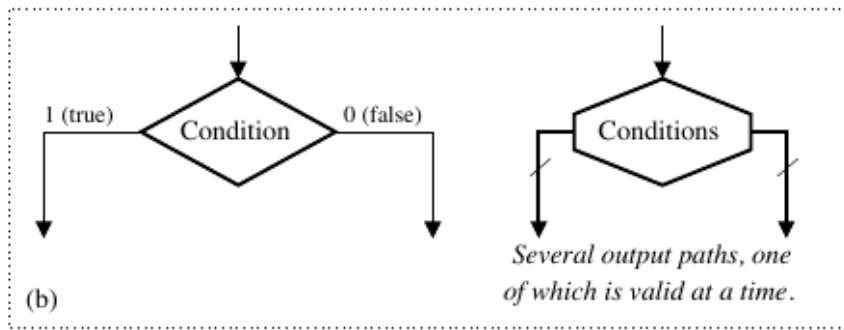 1 (true)
0 (false)
Condition
Conditions
Several output paths, one
of which is valid at a time.
(b)